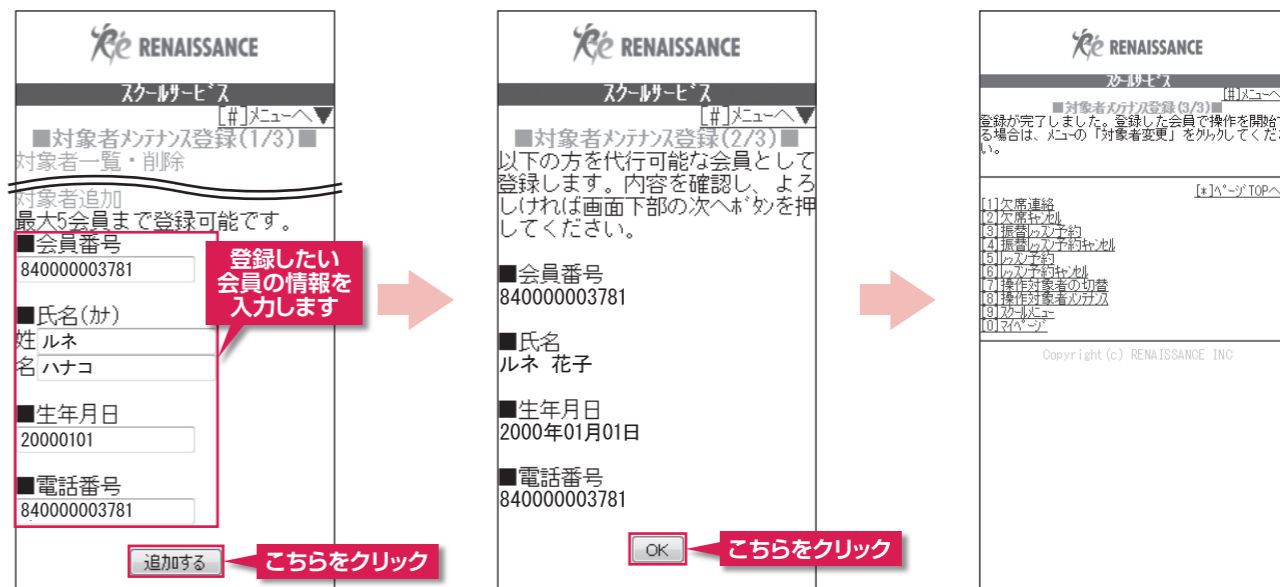 RENAISSANCE
スクールサービス
[#]メニューへ▼
■対象者メンテナンス登録(1/3)■
対象者一覧・削除
対象者追加
最大5会員まで登録可能です。
■会員番号
840000003781
■氏名(カナ)
姓 ルネ
名 ハナコ
■生年月日
20000101
■電話番号
840000003781
追加する
登録したい
会員の情報を
入力します
こちらをクリック
RENAISSANCE
スクールサービス
[#]メニューへ▼
■対象者メンテナンス登録(2/3)■
以下の方を代行可能な会員として
登録します。内容を確認し、よろ
しければ画面下部の次へボタンを押
してください。
■会員番号
840000003781
■氏名
ルネ 花子
■生年月日
2000年01月01日
■電話番号
840000003781
OK
こちらをクリック
RENAISSANCE
スクールサービス
[#]メニューへ
■対象者メンテナンス登録(3/3)■
登録が完了しました。登録した会員で操作を開始す
る場合は、メニューの「対象者変更」をクリックしてくださ
い。
[*]ページTOPへ
[1]欠席連絡
[2]欠席キャンセル
[3]振替レッスン予約
[4]振替レッスン予約キャンセル
[5]レッスン予約
[6]レッスン予約キャンセル
[7]操作対象者の切替
[8]操作対象者メンテナンス
[9]スクールメニュー
[0]マイページ
Copyright(c) RENAISSANCE INC